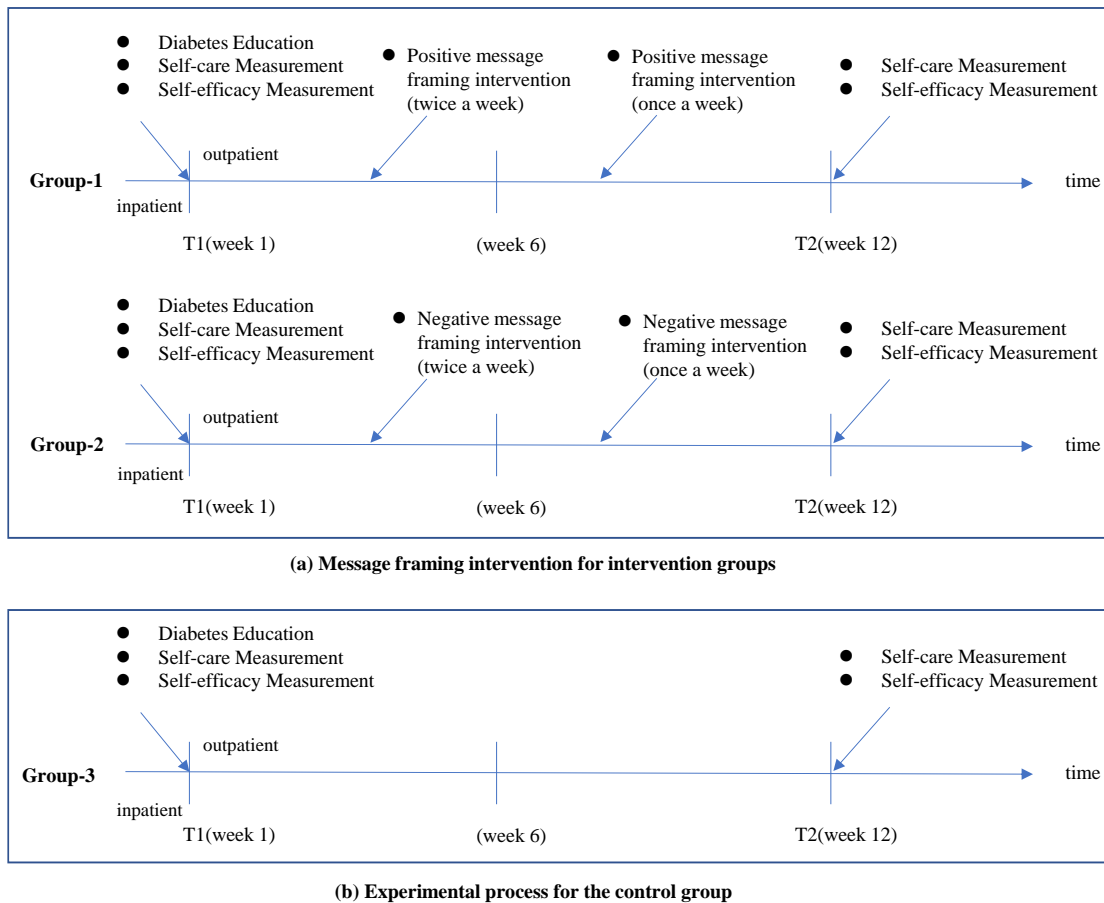 ● Diabetes Education
● Self-care Measurement
● Self-efficacy Measurement
● Positive message
framing intervention
(twice a week)
● Positive message
framing intervention
(once a week)
● Self-care Measurement
● Self-efficacy Measurement
outpatient
Group-1
time
inpatient
T1(week 1)
(week 6)
T2(week 12)
● Diabetes Education
● Self-care Measurement
● Self-efficacy Measurement
● Negative message
framing intervention
(twice a week)
● Negative message
framing intervention
(once a week)
● Self-care Measurement
● Self-efficacy Measurement
outpatient
Group-2
time
inpatient
T1(week 1)
(week 6)
T2(week 12)
(a) Message framing intervention for intervention groups
● Diabetes Education
● Self-care Measurement
● Self-efficacy Measurement
● Self-care Measurement
● Self-efficacy Measurement
outpatient
Group-3
time
inpatient
T1(week 1)
(week 6)
T2(week 12)
(b) Experimental process for the control group